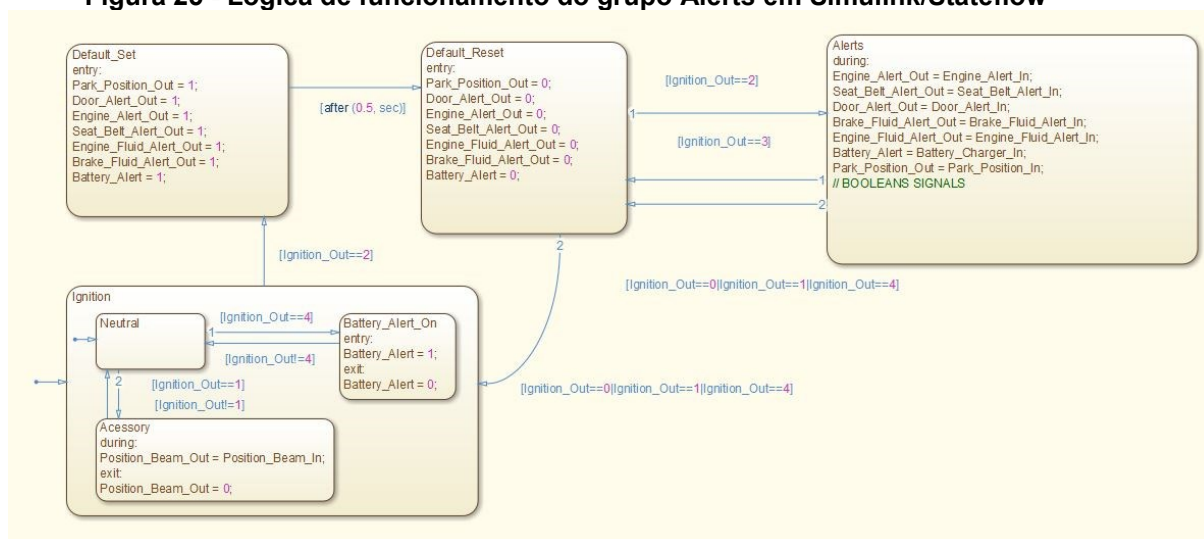 Figura 26 - Lógica de funcionamento do grupo Alerts em Simulink/Stateflow
Default_Set
entry:
Park_Position_Out = 1;
Door_Alert_Out = 1;
Engine_Alert_Out = 1;
Seat_Belt_Alert_Out = 1;
Engine_Fluid_Alert_Out = 1;
Brake_Fluid_Alert_Out = 1;
Battery_Alert = 1;
[after (0.5, sec)]
Default_Reset
entry:
Park_Position_Out = 0;
Door_Alert_Out = 0;
Engine_Alert_Out = 0;
Seat_Belt_Alert_Out = 0;
Engine_Fluid_Alert_Out = 0;
Brake_Fluid_Alert_Out = 0;
Battery_Alert = 0;
[Ignition_Out==2]
1
[Ignition_Out==3]
1
2
Alerts
during:
Engine_Alert_Out = Engine_Alert_In;
Seat_Belt_Alert_Out = Seat_Belt_Alert_In;
Door_Alert_Out = Door_Alert_In;
Brake_Fluid_Alert_Out = Brake_Fluid_Alert_In;
Engine_Fluid_Alert_Out = Engine_Fluid_Alert_In;
Battery_Alert = Battery_Charger_In;
Park_Position_Out = Park_Position_In;
// BOOLEANS SIGNALS
2
[Ignition_Out==2]
[Ignition_Out==0|Ignition_Out==1|Ignition_Out==4]
Ignition
Neutral
[Ignition_Out==4]
1
[Ignition_Out!=4]
Battery_Alert_On
entry:
Battery_Alert = 1;
exit:
Battery_Alert = 0;
2
[Ignition_Out==1]
[Ignition_Out!=1]
[Ignition_Out==0|Ignition_Out==1|Ignition_Out==4]
Acessory
during:
Position_Beam_Out = Position_Beam_In;
exit:
Position_Beam_Out = 0;